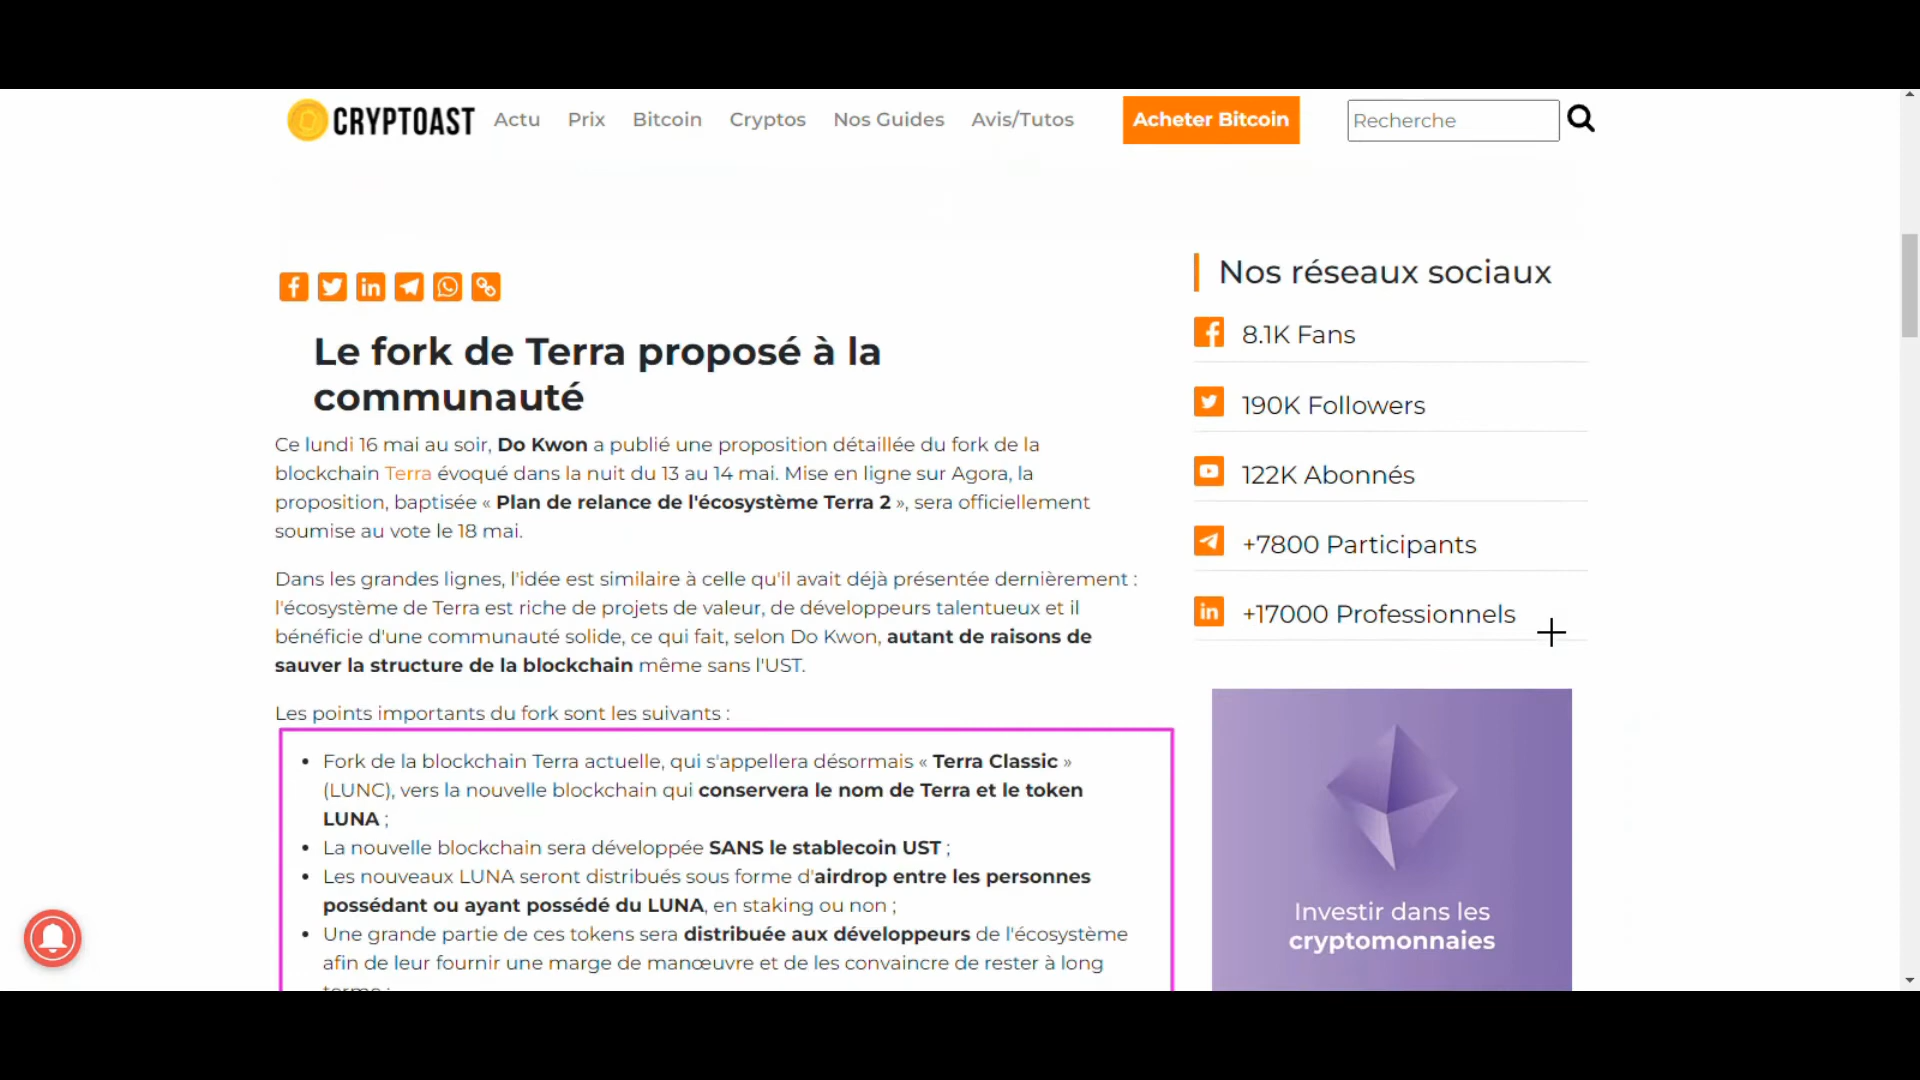 CRYPTOAST
Actu
Prix
Bitcoin
Cryptos
Nos Guides
Avis/Tutos
Acheter Bitcoin
Recherche
Le fork de Terra proposé à la
communauté
Ce lundi 16 mai au soir, Do Kwon a publié une proposition détaillée du fork de la
blockchain Terra évoqué dans la nuit du 13 au 14 mai. Mise en ligne sur Agora, la
proposition, baptisée « Plan de relance de l'écosystème Terra 2 », sera officiellement
soumise au vote le 18 mai.
Dans les grandes lignes, l'idée est similaire à celle qu'il avait déjà présentée dernièrement :
l'écosystème de Terra est riche de projets de valeur, de développeurs talentueux et il
bénéficie d'une communauté solide, ce qui fait, selon Do Kwon, autant de raisons de
sauver la structure de la blockchain même sans l'UST.
Les points importants du fork sont les suivants :
• Fork de la blockchain Terra actuelle, qui s'appellera désormais « Terra Classic »
(LUNC), vers la nouvelle blockchain qui conservera le nom de Terra et le token
LUNA ;
• La nouvelle blockchain sera développée SANS le stablecoin UST ;
• Les nouveaux LUNA seront distribués sous forme d'airdrop entre les personnes
possédant ou ayant possédé du LUNA, en staking ou non ;
• Une grande partie de ces tokens sera distribuée aux développeurs de l'écosystème
afin de leur fournir une marge de manœuvre et de les convaincre de rester à long
terme ;
Nos réseaux sociaux
8.1K Fans
190K Followers
122K Abonnés
+7800 Participants
+17000 Professionnels
Investir dans les
cryptomonnaies